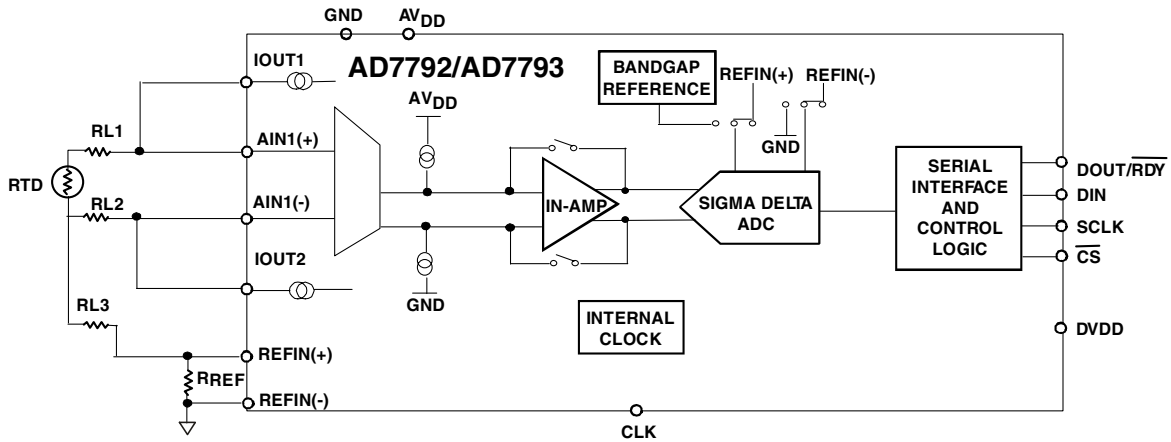 GND AVDD
IOUT1
AD7792/AD7793
BANDGAP
REFERENCE
REFIN(+) REFIN(-)
AVDD
GND
RL1
AIN1(+)
RTD
RL2
AIN1(-)
IN-AMP
SIGMA DELTA
ADC
SERIAL
INTERFACE
AND
CONTROL
LOGIC
DOUT/RDY
DIN
SCLK
CS
IOUT2
GND
RL3
INTERNAL
CLOCK
DVDD
REFIN(+)
RREF
REFIN(-)
CLK